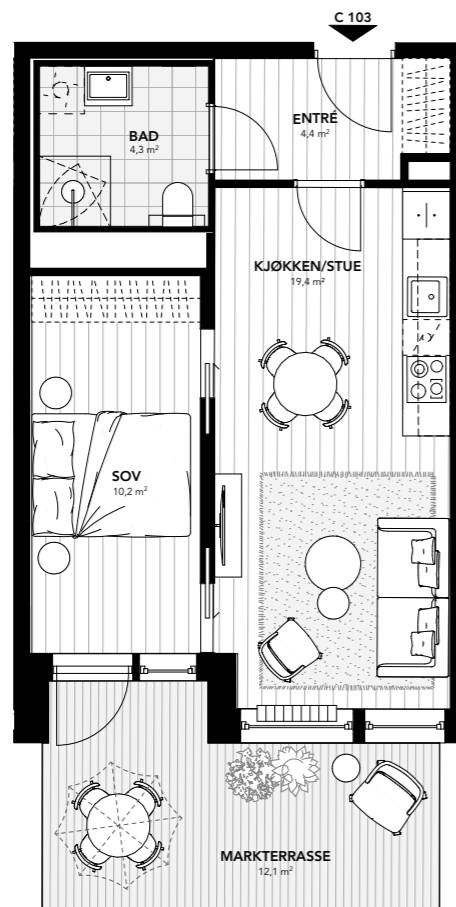 C 103
ENTRÉ
4,4 m²
BAD
4,3 m²
KJØKKEN/STUE
19,4 m²
SOV
10,2 m²
MARKTERRASSE
12,1 m²